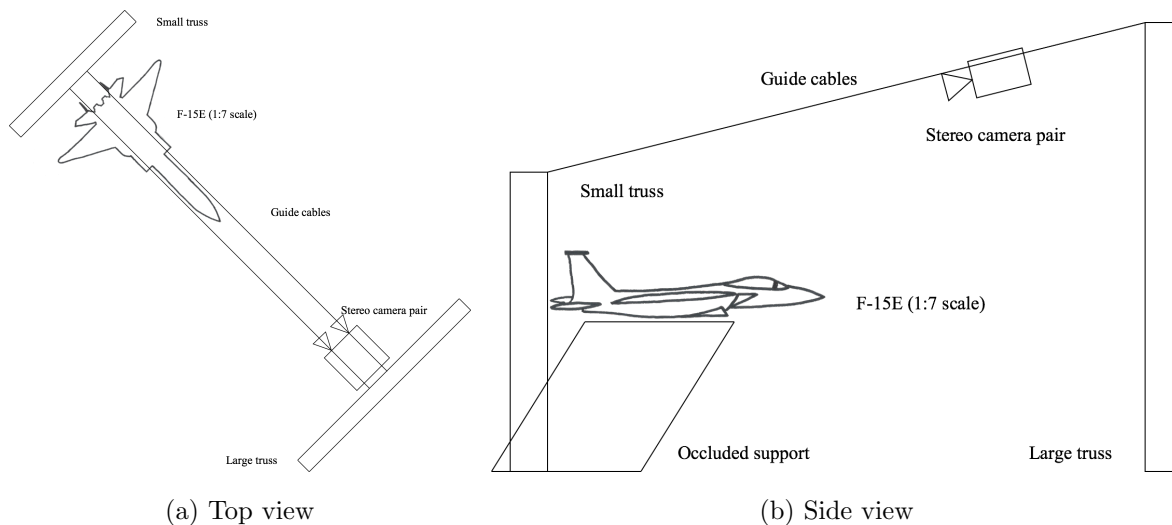 Small truss
F-15E (1:7 scale)
Guide cables
Stereo camera pair
Large truss
(a) Top view
Guide cables
Stereo camera pair
Small truss
F-15E (1:7 scale)
Occluded support
Large truss
(b) Side view